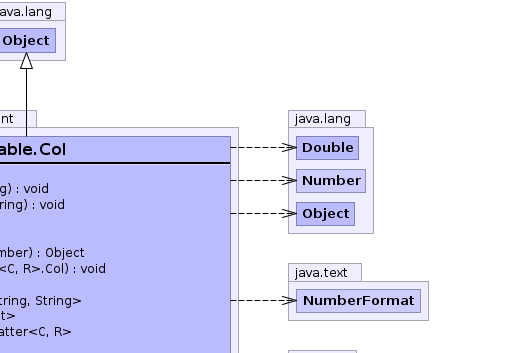 ava.lang
Object
nt
able.Col
g) : void
ring) : void
mber) : Object
<C, R>.Col) : void
tring, String>
t>
atter<C, R>
java.lang
Double
Number
Object
java.text
NumberFormat